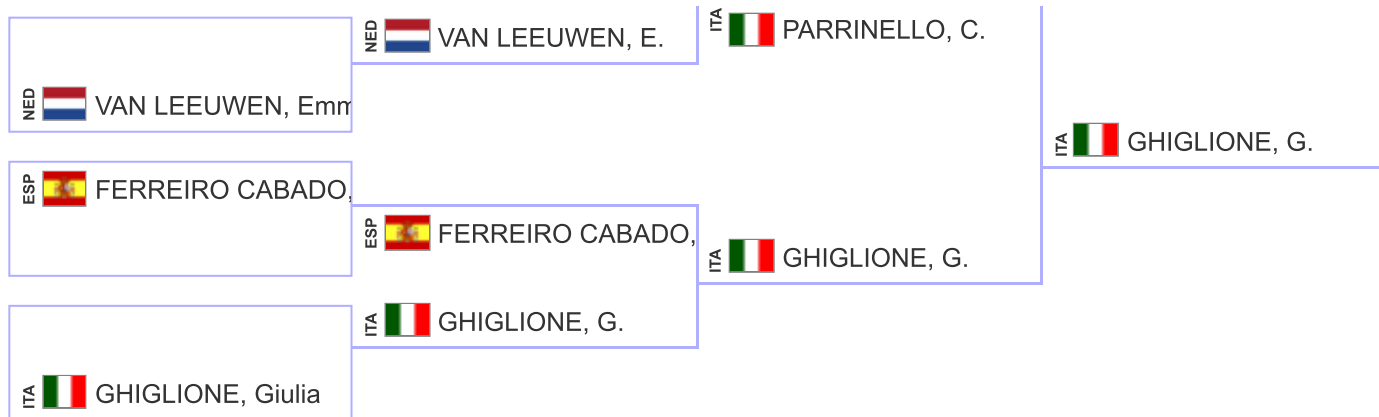 NED VAN LEEUWEN, Emm
ESP FERREIRO CABADO,
ITA GHIGLIONE, Giulia
NED VAN LEEUWEN, E.
ESP FERREIRO CABADO,
ITA GHIGLIONE, G.
ITA PARRINELLO, C.
ITA GHIGLIONE, G.
ITA GHIGLIONE, G.